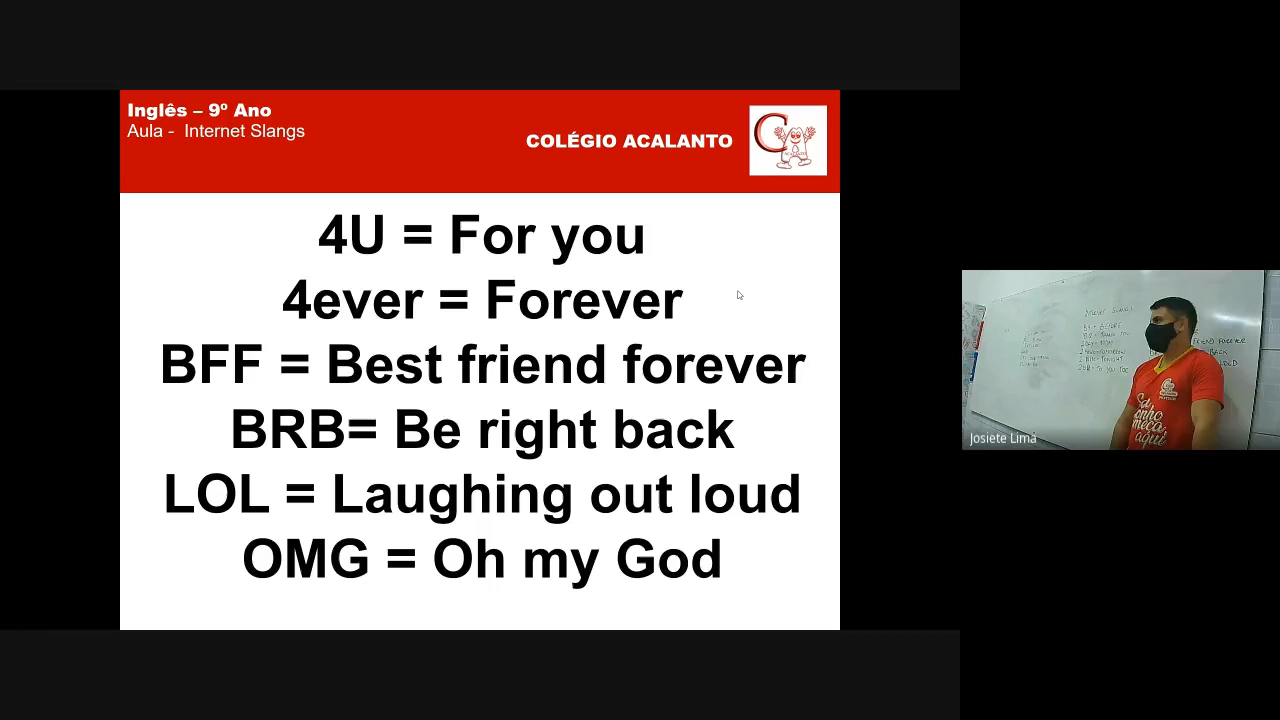 Inglês – 9º Ano
Aula - Internet Slangs
COLÉGIO ACALANTO
4U = For you
4ever = Forever
BFF = Best friend forever
BRB= Be right back
LOL = Laughing out loud
OMG = Oh my God
Josiete Lima